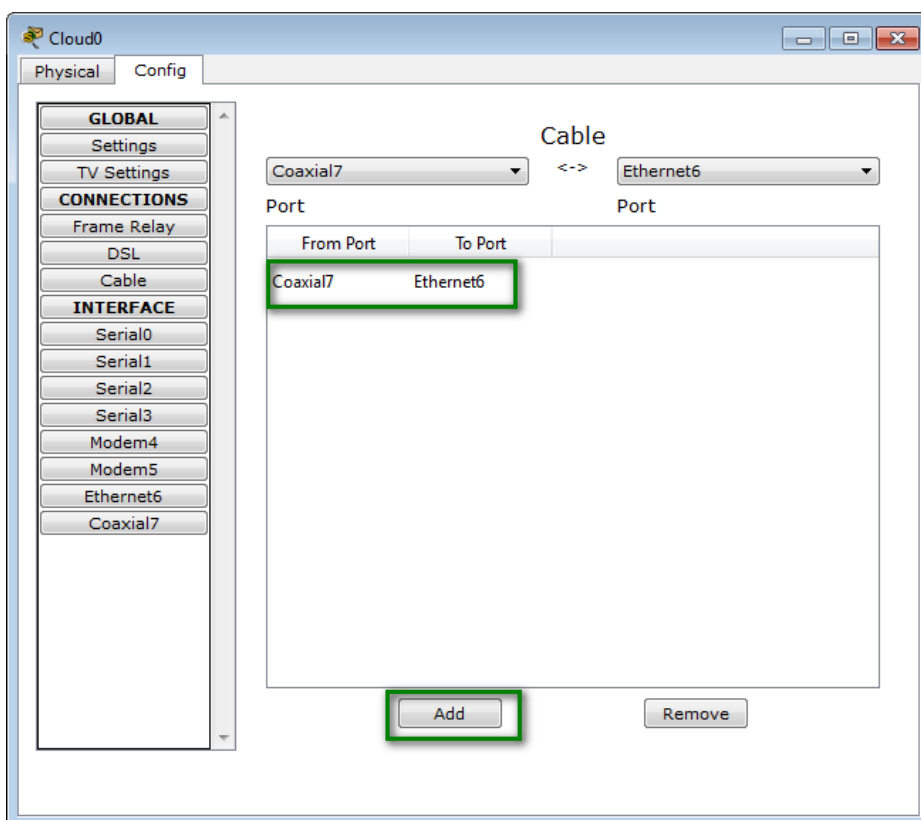 Cloud0
Physical Config
GLOBAL
Settings
TV Settings
CONNECTIONS
Frame Relay
DSL
Cable
INTERFACE
Serial0
Serial1
Serial2
Serial3
Modem4
Modem5
Ethernet6
Coaxial7
Cable
Coaxial7 <-> Ethernet6
Port Port
From Port To Port
Coaxial7 Ethernet6
Add Remove